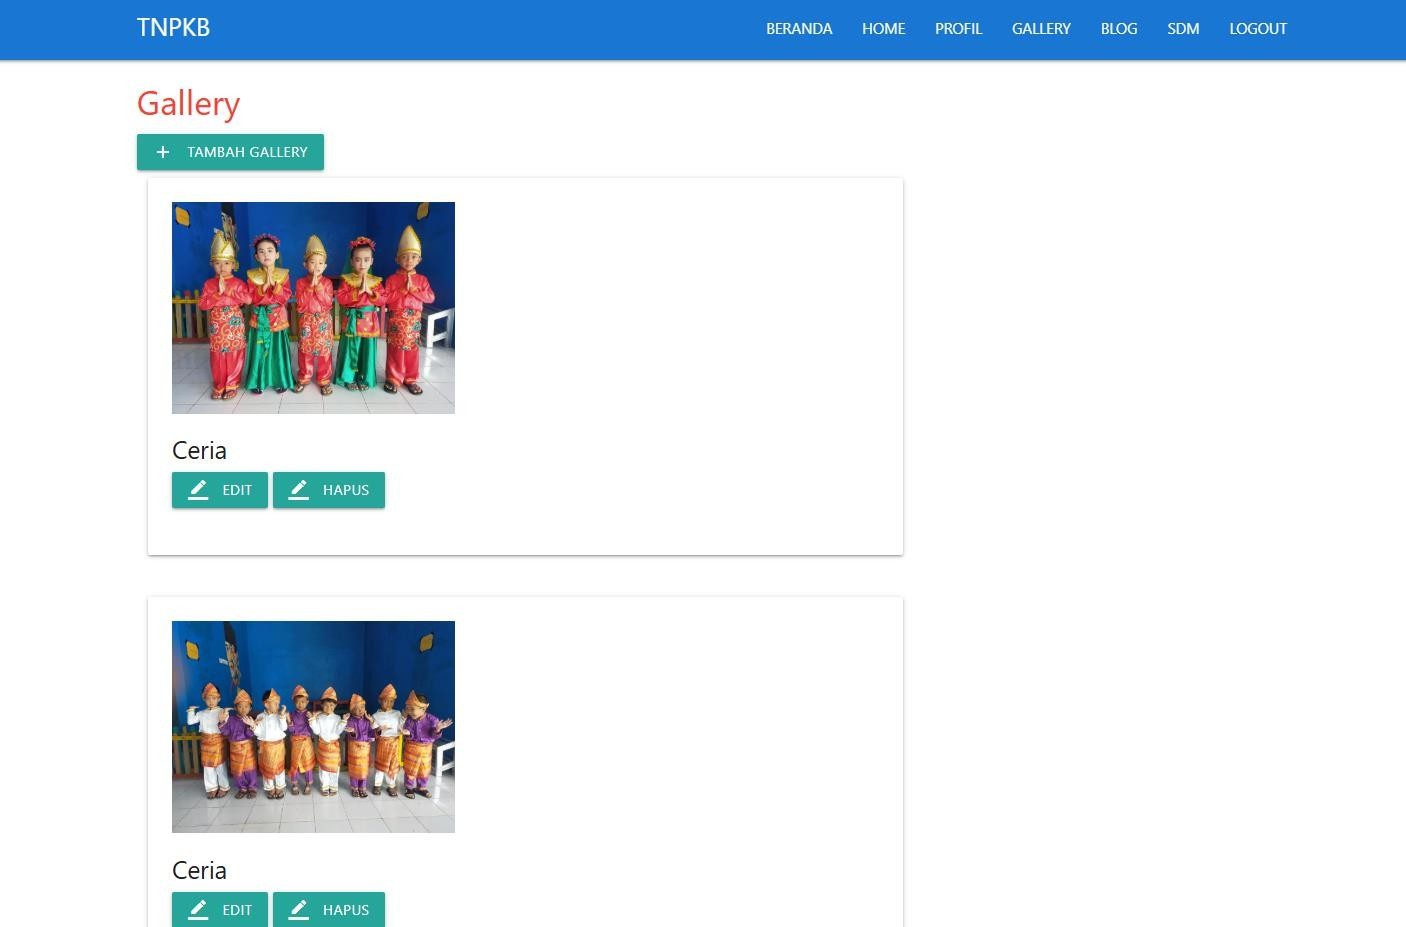 TNPKB
BERANDA HOME PROFIL GALLERY BLOG SDM LOGOUT
Gallery
TAMBAH GALLERY
Ceria
EDIT HAPUS
Ceria
EDIT HAPUS